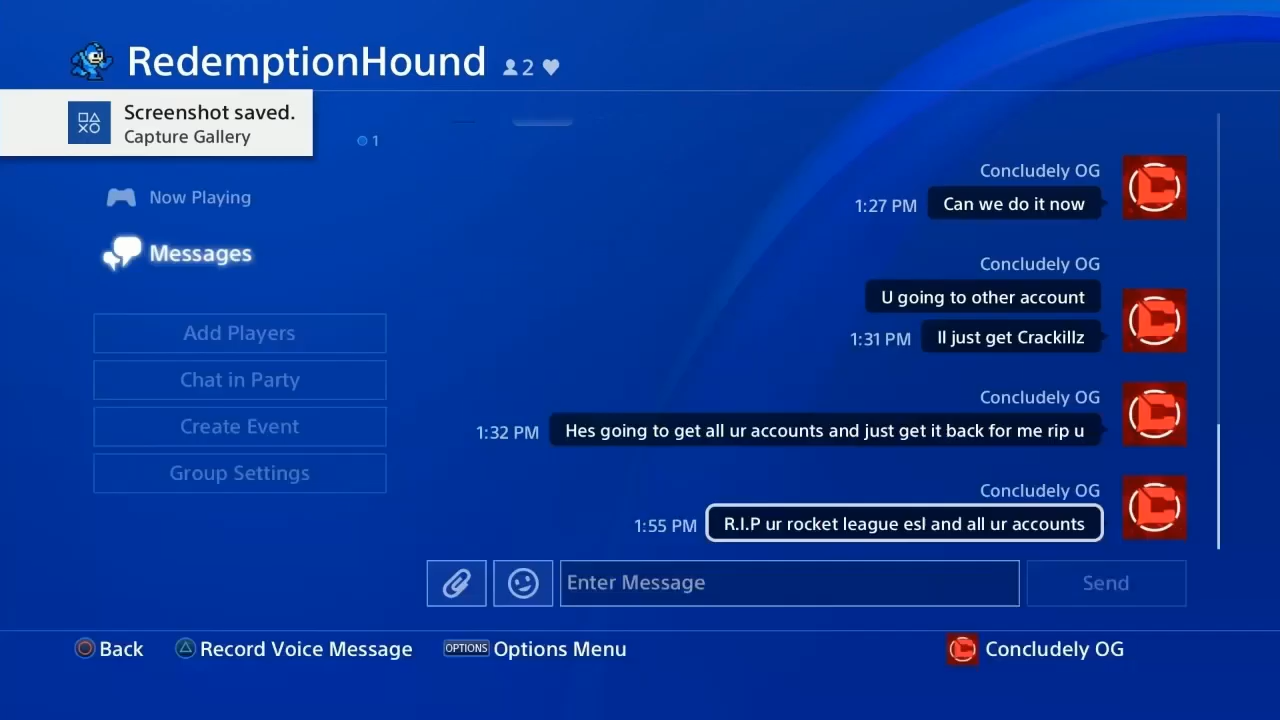 RedemptionHound 2
Screenshot saved.
Capture Gallery
1
Now Playing
Messages
Add Players
Chat in Party
Create Event
Group Settings
Concludely OG
1:27 PM Can we do it now
Concludely OG
U going to other account
1:31 PM Il just get Crackillz
Concludely OG
1:32 PM Hes going to get all ur accounts and just get it back for me rip u
Concludely OG
1:55 PM R.I.P ur rocket league esl and all ur accounts
Enter Message Send
Back Record Voice Message OPTIONS Options Menu Concludely OG